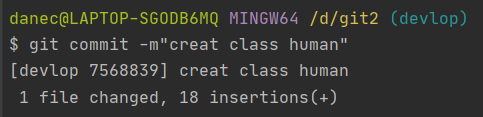 danec@LAPTOP-SGODB6MQ MINGW64 /d/git2 (devlop)
$ git commit -m"creat class human"
[devlop 7568839] creat class human
 1 file changed, 18 insertions(+)